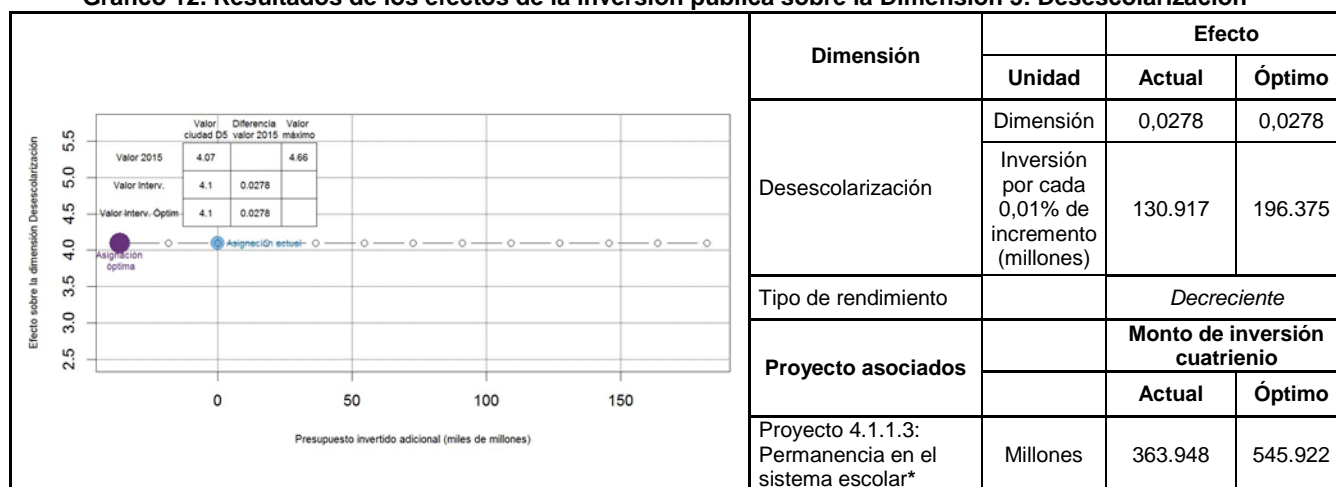 Gráfico 12. Resultados de los efectos de la inversión pública sobre la Dimensión 5: Desescolarización
Valor ciudad D5 Diferencia valor 2015 Valor máximo
Valor 2015 4.07 4.66
Valor Interv. 4.1 0.0278
Valor Interv. Óptim 4.1 0.0278
Efecto sobre la dimensión Desescolarización
5.5
5.0
4.5
4.0
3.5
3.0
2.5
Asignación óptima
Asignación actual
0 50 100 150
Presupuesto invertido adicional (miles de millones)
Dimensión Efecto
Unidad Actual Óptimo
Desescolarización
Dimensión 0,0278 0,0278
Inversión
por cada
0,01% de
incremento
(millones)
130.917 196.375
Tipo de rendimiento Decreciente
Proyecto asociados
Monto de inversión
cuatrienio
Actual Óptimo
Proyecto 4.1.1.3:
Permanencia en el
sistema escolar*
Millones 363.948 545.922